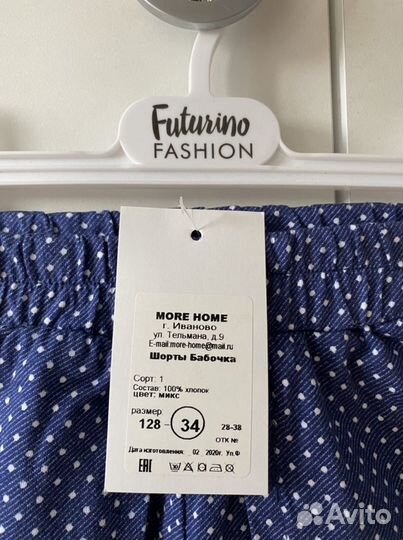 Futurino
FASHION
MORE HOME
г. Иваново
ул. Тельмана, д.9
E-mail:more-home@mail.ru
Шорты Бабочка
Сорт: 1
Состав: 100% хлопок
цвет: микс
размер
128-34 28-38
ОТК №
Дата изготовления: 02 2020г. Уп.Ф
EAC
Avito